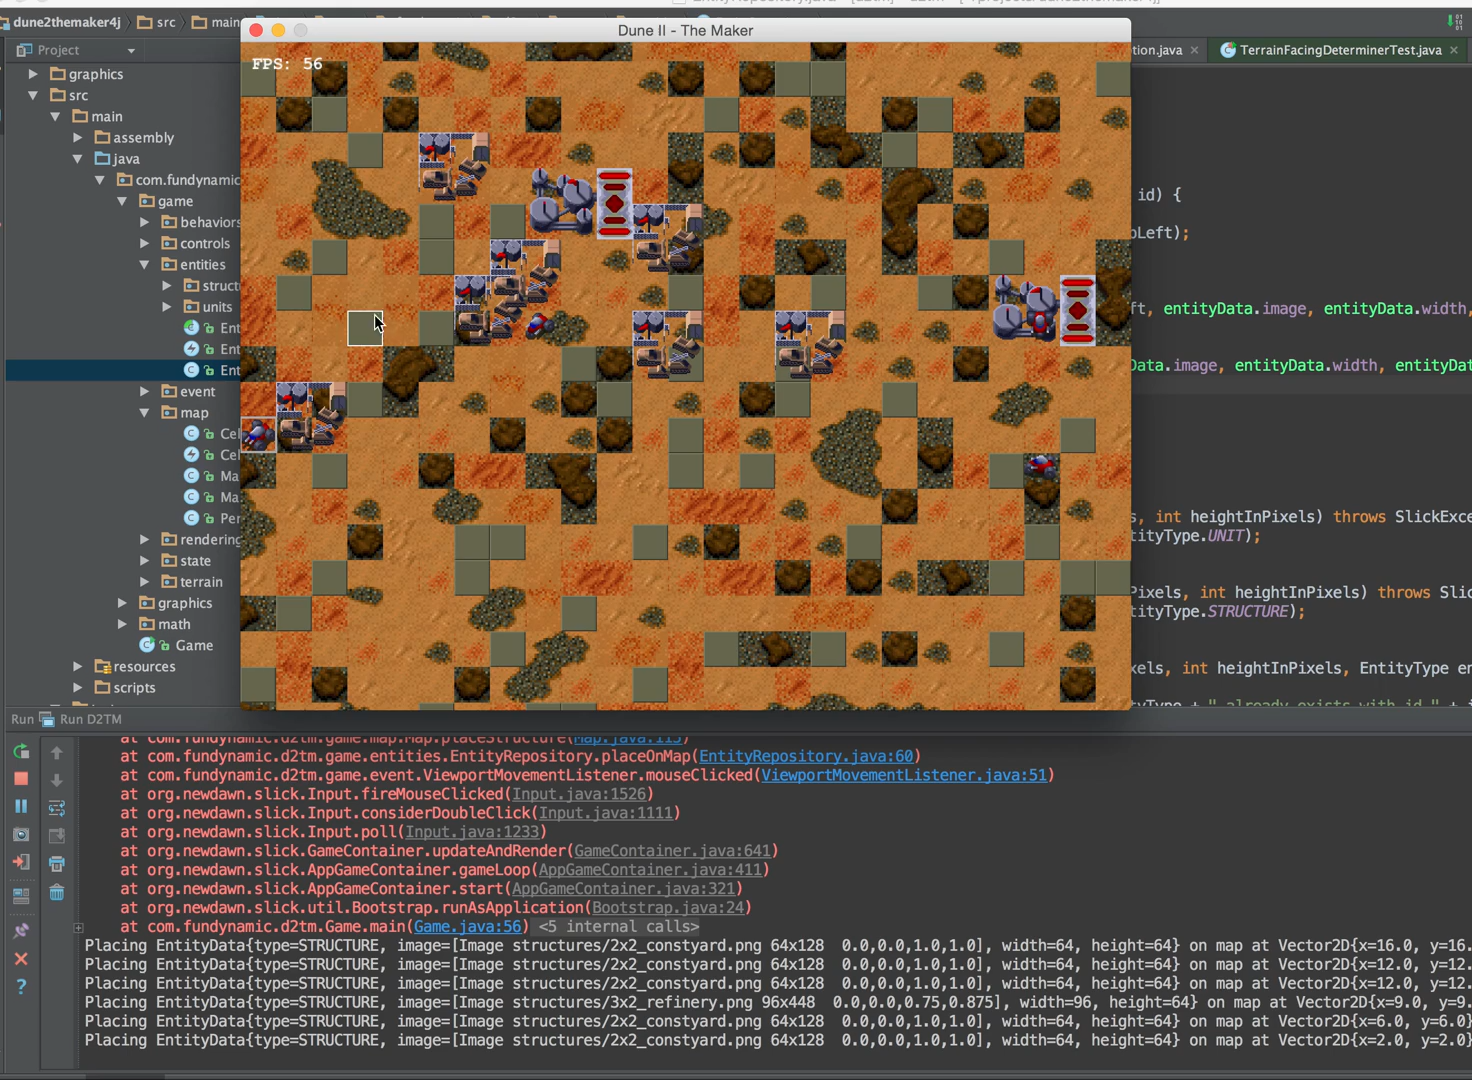 dune2themaker4j src main
Dune II - The Maker
Project
tion.java TerrainFacingDeterminerTest.java
FPS: 56
graphics
src
main
assembly
java
com.fundynamic
game
behaviors
controls
entities
struct
units
Ent
Ent
Ent
event
map
Ce
Ce
Ma
Ma
Per
rendering
state
terrain
graphics
math
Game
resources
scripts
id) {
oLeft);
ft, entityData.image, entityData.width,
Data.image, entityData.width, entityDat
s, int heightInPixels) throws SlickExce
tityType.UNIT);
Pixels, int heightInPixels) throws Slic
tityType.STRUCTURE);
xels, int heightInPixels, EntityType en
yType + " already exists with id " + i
Run Run D2TM
at com.fundynamic.d2tm.game.map.Map.placeStructure(Map.java:115)
at com.fundynamic.d2tm.game.entities.EntityRepository.placeOnMap(EntityRepository.java:60)
at com.fundynamic.d2tm.game.event.ViewportMovementListener.mouseClicked(ViewportMovementListener.java:51)
at org.newdawn.slick.Input.fireMouseClicked(Input.java:1526)
at org.newdawn.slick.Input.considerDoubleClick(Input.java:1111)
at org.newdawn.slick.Input.poll(Input.java:1233)
at org.newdawn.slick.GameContainer.updateAndRender(GameContainer.java:641)
at org.newdawn.slick.AppGameContainer.gameLoop(AppGameContainer.java:411)
at org.newdawn.slick.AppGameContainer.start(AppGameContainer.java:321)
at org.newdawn.slick.util.Bootstrap.runAsApplication(Bootstrap.java:24)
at com.fundynamic.d2tm.Game.main(Game.java:56) <5 internal calls>
Placing EntityData{type=STRUCTURE, image=[Image structures/2x2_constyard.png 64x128 0.0,0.0,1.0,1.0], width=64, height=64} on map at Vector2D{x=16.0, y=16.
Placing EntityData{type=STRUCTURE, image=[Image structures/2x2_constyard.png 64x128 0.0,0.0,1.0,1.0], width=64, height=64} on map at Vector2D{x=12.0, y=12.
Placing EntityData{type=STRUCTURE, image=[Image structures/2x2_constyard.png 64x128 0.0,0.0,1.0,1.0], width=64, height=64} on map at Vector2D{x=12.0, y=12.
Placing EntityData{type=STRUCTURE, image=[Image structures/3x2_refinery.png 96x448 0.0,0.0,0.75,0.875], width=96, height=64} on map at Vector2D{x=9.0, y=9.
Placing EntityData{type=STRUCTURE, image=[Image structures/2x2_constyard.png 64x128 0.0,0.0,1.0,1.0], width=64, height=64} on map at Vector2D{x=6.0, y=6.0}
Placing EntityData{type=STRUCTURE, image=[Image structures/2x2_constyard.png 64x128 0.0,0.0,1.0,1.0], width=64, height=64} on map at Vector2D{x=2.0, y=2.0}